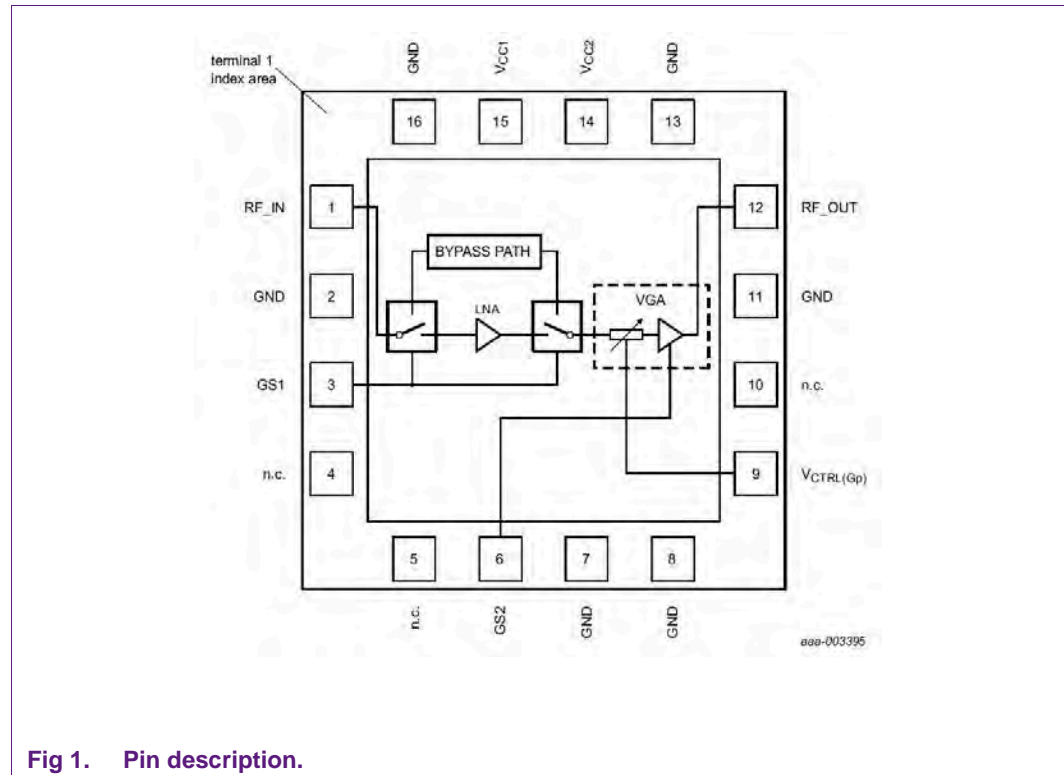 terminal 1
index area
GND
VCC1
VCC2
GND
16
15
14
13
RF_IN
1
12
RF_OUT
BYPASS PATH
GND
2
LNA
VGA
11
GND
GS1
3
10
n.c.
n.c.
4
9
VCTRL(Gp)
5
6
7
8
n.c.
GS2
GND
GND
aaa-003395
Fig 1. Pin description.